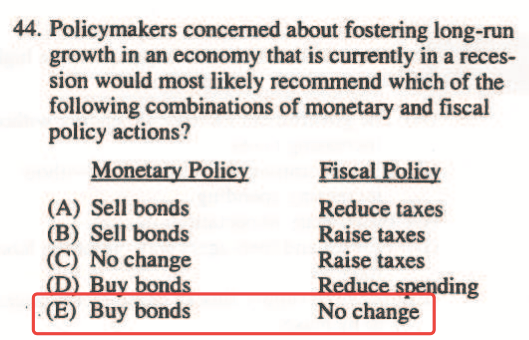 44. Policymakers concerned about fostering long-run
growth in an economy that is currently in a reces-
sion would most likely recommend which of the
following combinations of monetary and fiscal
policy actions?
Monetary Policy Fiscal Policy
(A) Sell bonds Reduce taxes
(B) Sell bonds Raise taxes
(C) No change Raise taxes
(D) Buy bonds Reduce spending
(E) Buy bonds No change